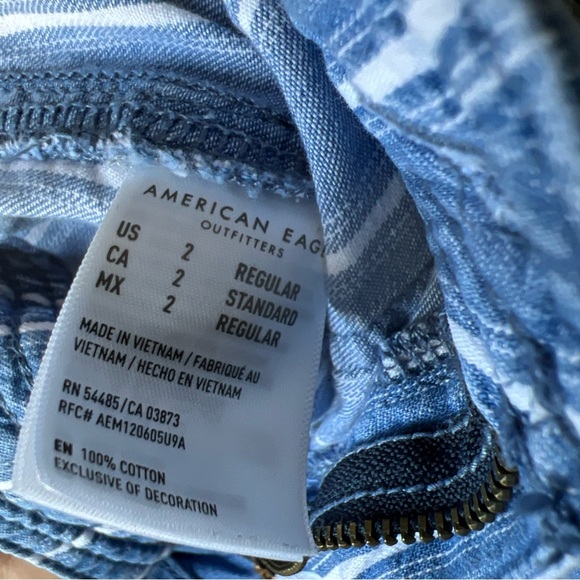 AMERICAN EAGL
OUTFITTERS
US 2 REGULAR
CA 2 STANDARD
MX 2 REGULAR
MADE IN VIETNAM / FABRIQUÉ AU
VIETNAM / HECHO EN VIETNAM
RN 54485/CA 03873
RFC# AEM120605U9A
EN 100% COTTON
EXCLUSIVE OF DECORATION